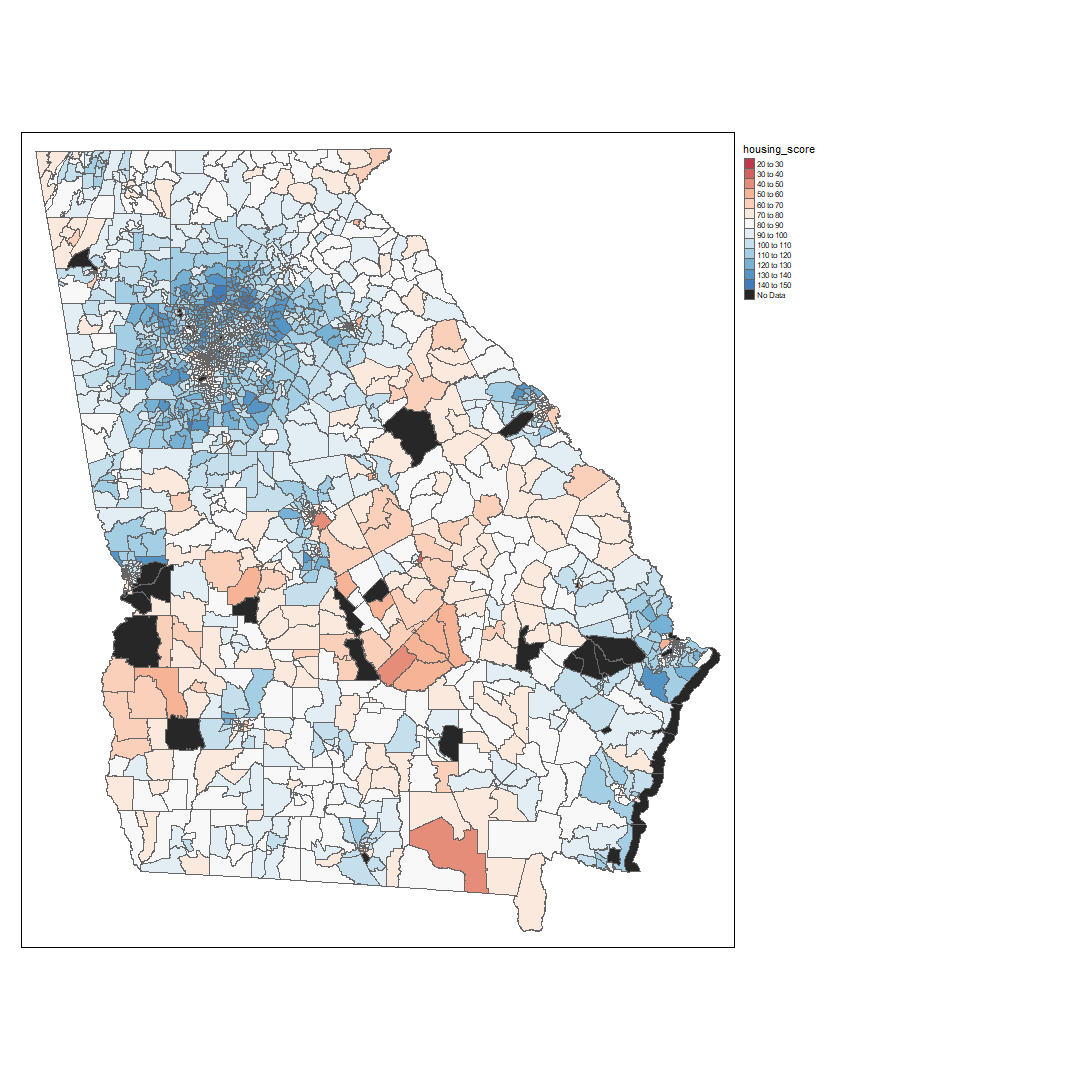 housing_score
20 to 30
30 to 40
40 to 50
50 to 60
60 to 70
70 to 80
80 to 90
90 to 100
100 to 110
110 to 120
120 to 130
130 to 140
140 to 150
No Data